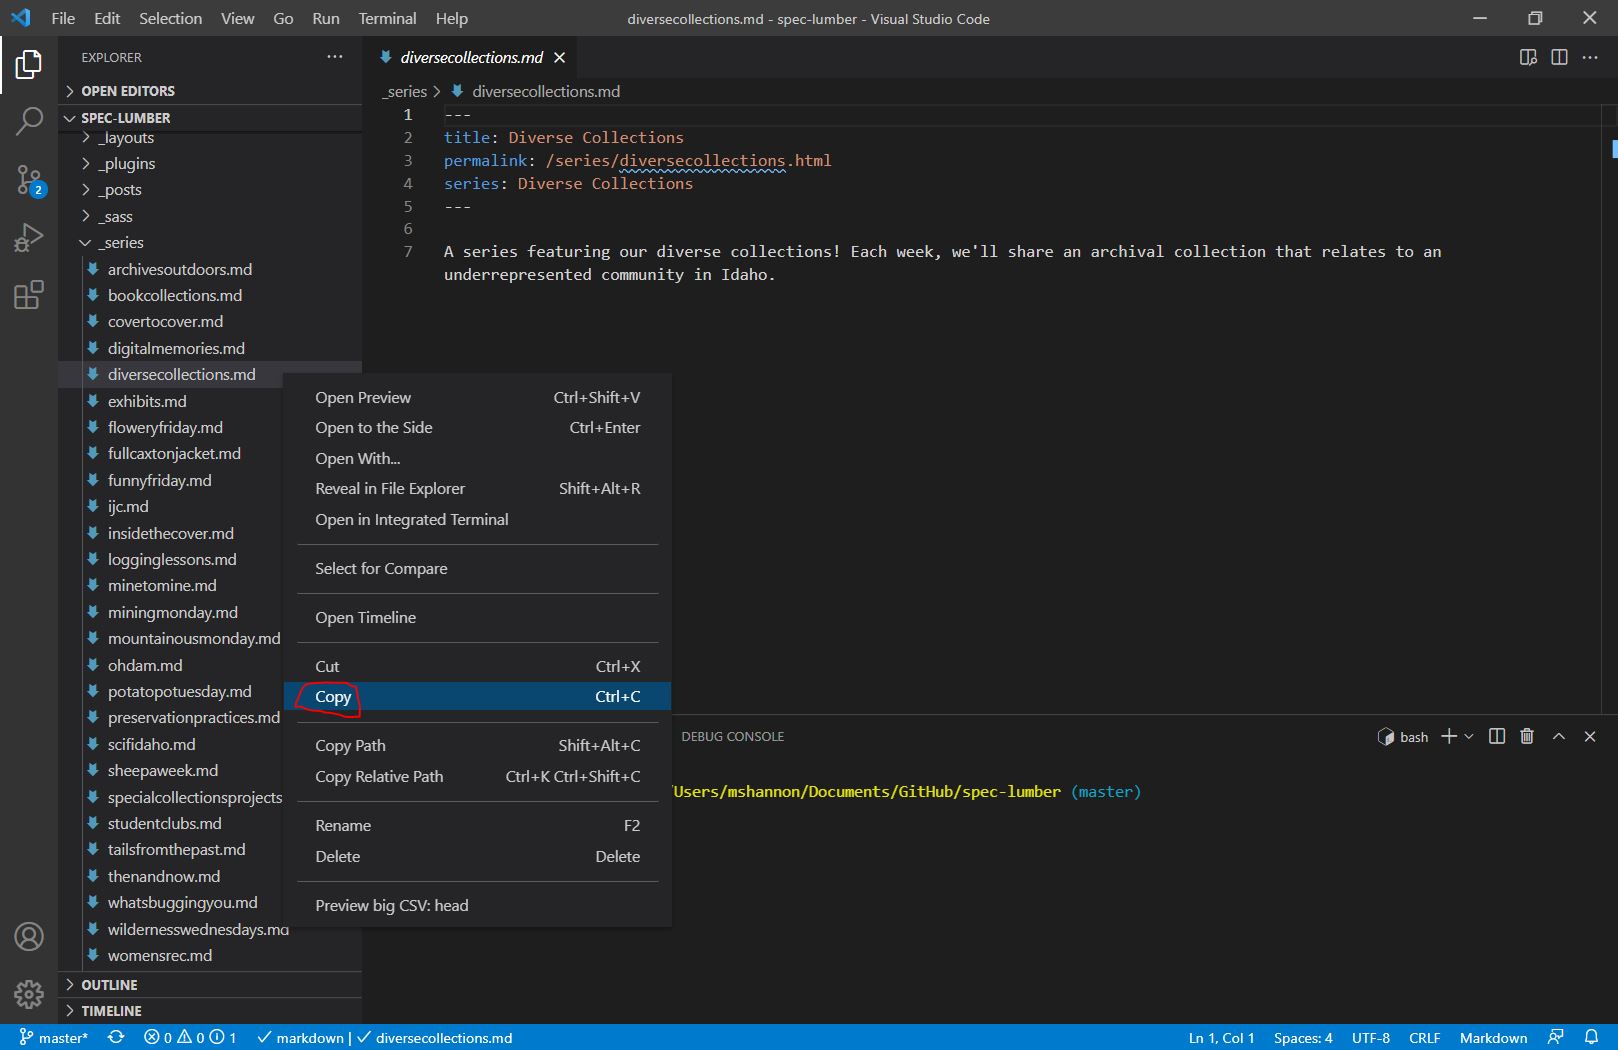 File Edit Selection View Go Run Terminal Help
diversecollections.md - spec-lumber - Visual Studio Code
EXPLORER
OPEN EDITORS
SPEC-LUMBER
_layouts
_plugins
_posts
_sass
_series
archivesoutdoors.md
bookcollections.md
covertocover.md
digitalmemories.md
diversecollections.md
exhibits.md
floweryfriday.md
fullcaxtonjacket.md
funnyfriday.md
ijc.md
insidethecover.md
logginglessons.md
minetomine.md
miningmonday.md
mountainousmonday.md
ohdam.md
potatopotuesday.md
preservationpractices.md
scifidaho.md
sheepaweek.md
specialcollectionsprojects
studentclubs.md
tailsfromthepast.md
thenandnow.md
whatsbuggingyou.md
wildernesswednesdays.md
womensrec.md
OUTLINE
TIMELINE
2
diversecollections.md
_series > diversecollections.md
1 ---
2 title: Diverse Collections
3 permalink: /series/diversecollections.html
4 series: Diverse Collections
5 ---
6
7 A series featuring our diverse collections! Each week, we'll share an archival collection that relates to an
underrepresented community in Idaho.
Open Preview Ctrl+Shift+V
Open to the Side Ctrl+Enter
Open With...
Reveal in File Explorer Shift+Alt+R
Open in Integrated Terminal
Select for Compare
Open Timeline
Cut Ctrl+X
Copy Ctrl+C
Copy Path Shift+Alt+C
Copy Relative Path Ctrl+K Ctrl+Shift+C
Rename F2
Delete Delete
Preview big CSV: head
DEBUG CONSOLE
bash
/Users/mshannon/Documents/GitHub/spec-lumber (master)
master* 0 0 1 markdown | diversecollections.md
Ln 1, Col 1 Spaces: 4 UTF-8 CRLF Markdown